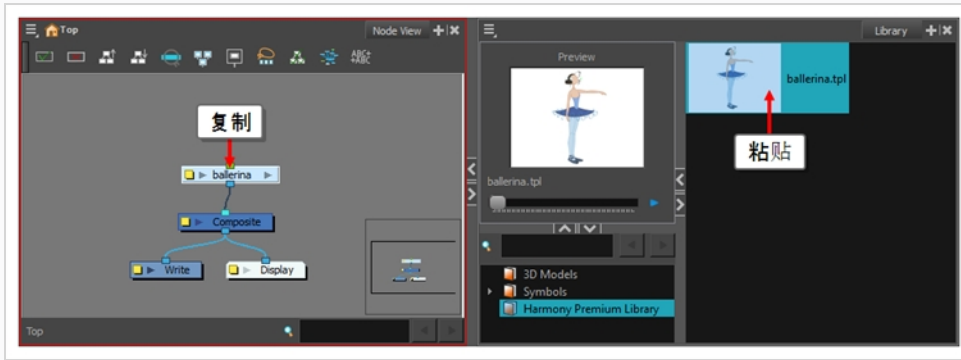 Top
Node View
ABC+
+ABC
复制
ballerina
Composite
Write
Display
Top
Library
Preview
ballerina.tpl
3D Models
Symbols
Harmony Premium Library
ballerina.tpl
粘贴